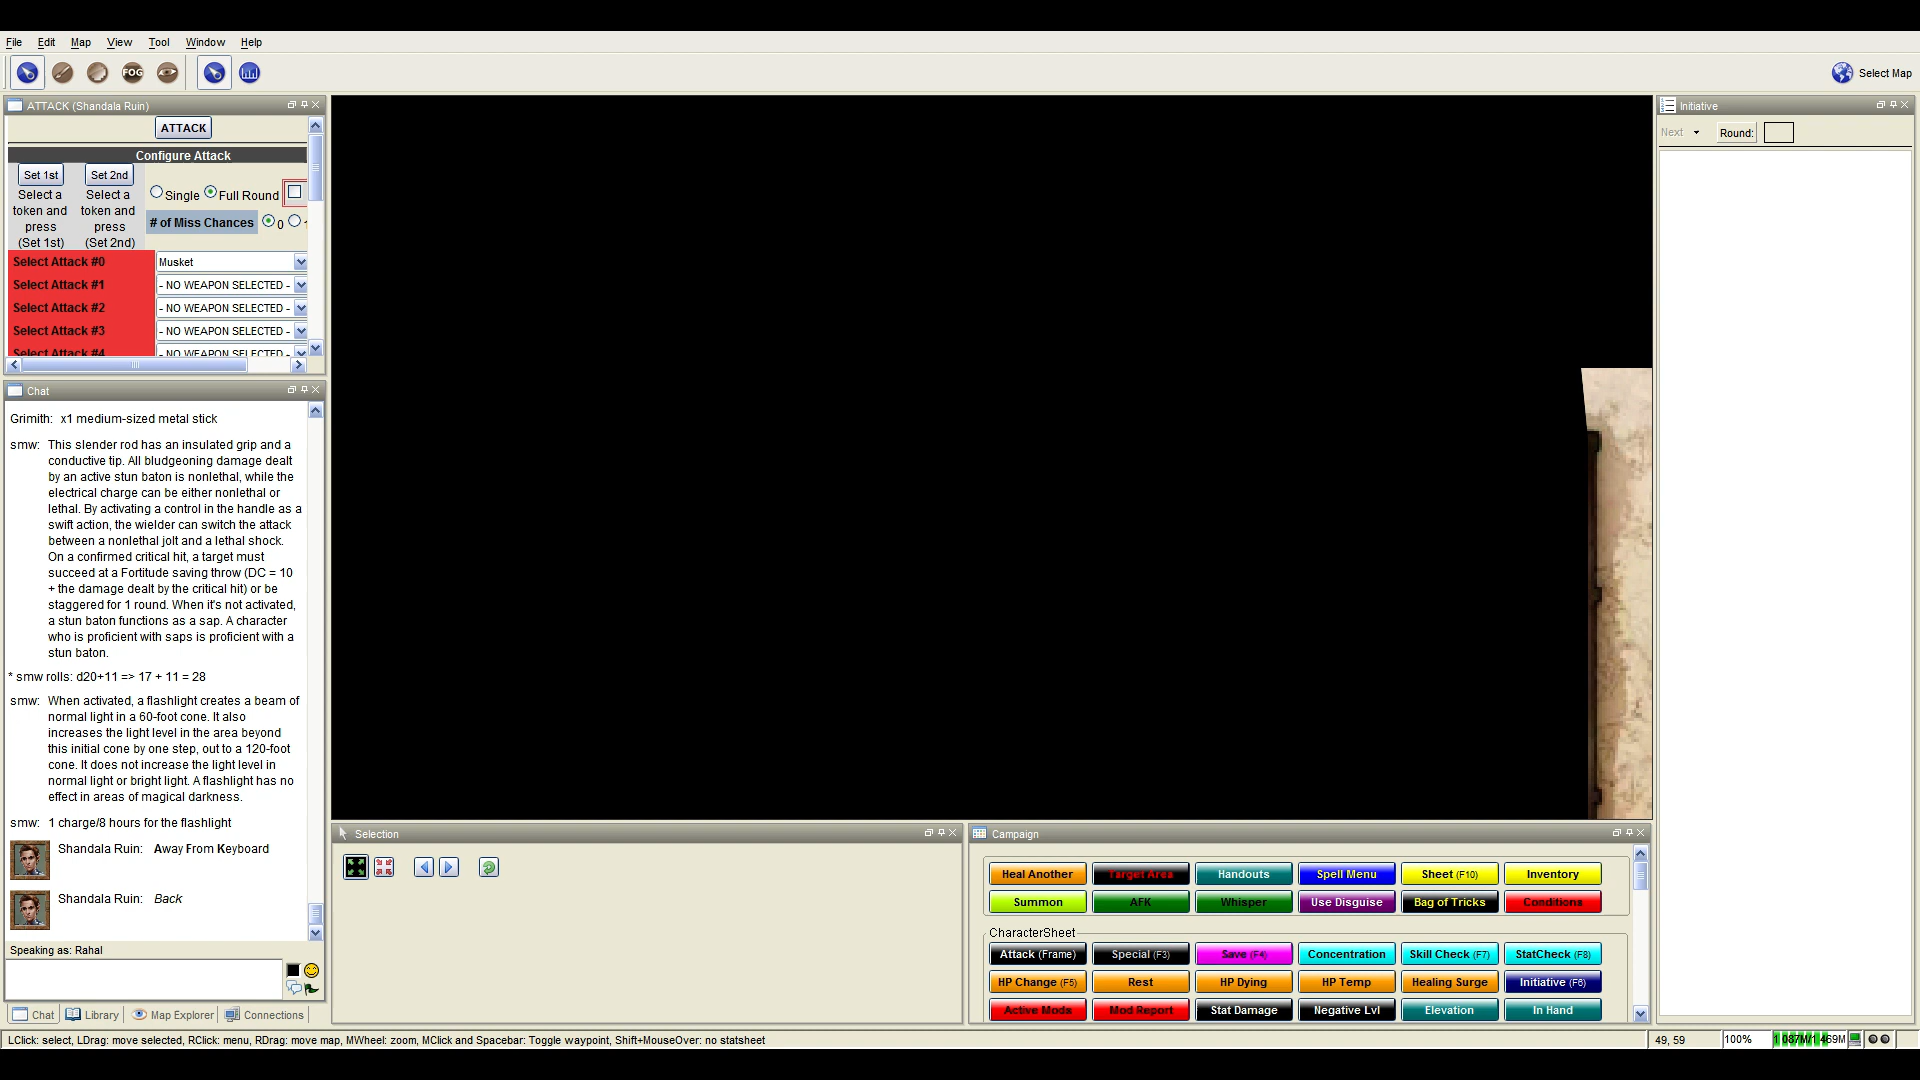 File Edit Map View Tool Window Help
FOG
Select Map
ATTACK (Shandala Ruin)
ATTACK
Configure Attack
Set 1st Set 2nd
Select a token and press (Set 1st)
Select a token and press (Set 2nd)
Single Full Round
# of Miss Chances 0
Select Attack #0 Musket
Select Attack #1 - NO WEAPON SELECTED -
Select Attack #2 - NO WEAPON SELECTED -
Select Attack #3 - NO WEAPON SELECTED -
Select Attack #4 - NO WEAPON SELECTED -
Chat
Grimith: x1 medium-sized metal stick
smw: This slender rod has an insulated grip and a
conductive tip. All bludgeoning damage dealt
by an active stun baton is nonlethal, while the
electrical charge can be either nonlethal or
lethal. By activating a control in the handle as a
swift action, the wielder can switch the attack
between a nonlethal jolt and a lethal shock.
On a confirmed critical hit, a target must
succeed at a Fortitude saving throw (DC = 10
+ the damage dealt by the critical hit) or be
staggered for 1 round. When it's not activated,
a stun baton functions as a sap. A character
who is proficient with saps is proficient with a
stun baton.
* smw rolls: d20+11 => 17 + 11 = 28
smw: When activated, a flashlight creates a beam of
normal light in a 60-foot cone. It also
increases the light level in the area beyond
this initial cone by one step, out to a 120-foot
cone. It does not increase the light level in
normal light or bright light. A flashlight has no
effect in areas of magical darkness.
smw: 1 charge/8 hours for the flashlight
Shandala Ruin: Away From Keyboard
Shandala Ruin: Back
Speaking as: Rahal
Chat Library Map Explorer Connections
Selection
Campaign
Heal Another Target Area Handouts Spell Menu Sheet (F10) Inventory
Summon AFK Whisper Use Disguise Bag of Tricks Conditions
CharacterSheet
Attack (Frame) Special (F3) Save (F4) Concentration Skill Check (F7) StatCheck (F8)
HP Change (F5) Rest HP Dying HP Temp Healing Surge Initiative (F6)
Active Mods Mod Report Stat Damage Negative Lvl Elevation In Hand
Initiative
Next Round:
LClick: select, LDrag: move selected, RClick: menu, RDrag: move map, MWheel: zoom, MClick and Spacebar: Toggle waypoint, Shift+MouseOver: no statsheet
49, 59 100%